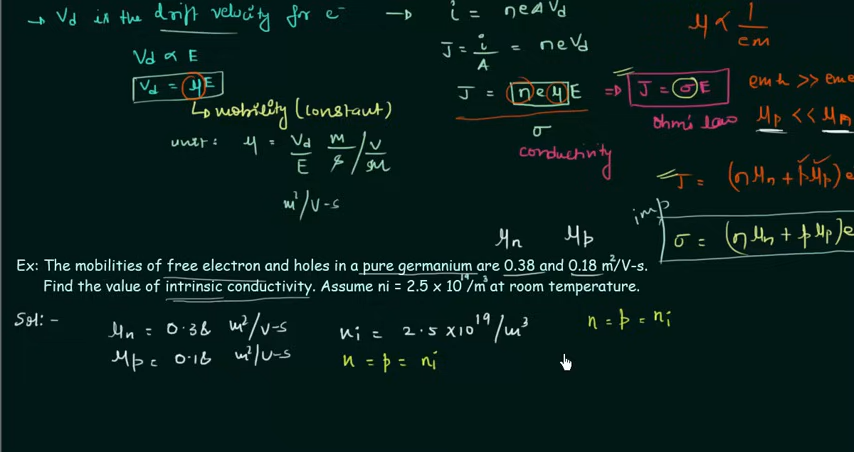 → Vd is the drift velocity for e⁻ → i = neAVd
Vd ∝ E
J = i/A = neVd
μ ∝ 1/em
Vd = μE
J = neμE ⇒ J = σE
emh >> eme
↳ mobility (constant)
σ
ohm's law
μp << μn
conductivity
unit: μ = Vd/E m/s / V/m
J = (nμn + pμp)e
m²/V-s
imp
μn μp
σ = (nμn + pμp)e
Ex: The mobilities of free electron and holes in a pure germanium are 0.38 and 0.18 m²/V-s.
Find the value of intrinsic conductivity. Assume ni = 2.5 x 10¹⁹/m³ at room temperature.
Sol:-
μn = 0.38 m²/V-s ni = 2.5 x 10¹⁹/m³ n = p = ni
μp = 0.18 m²/V-s n = p = ni